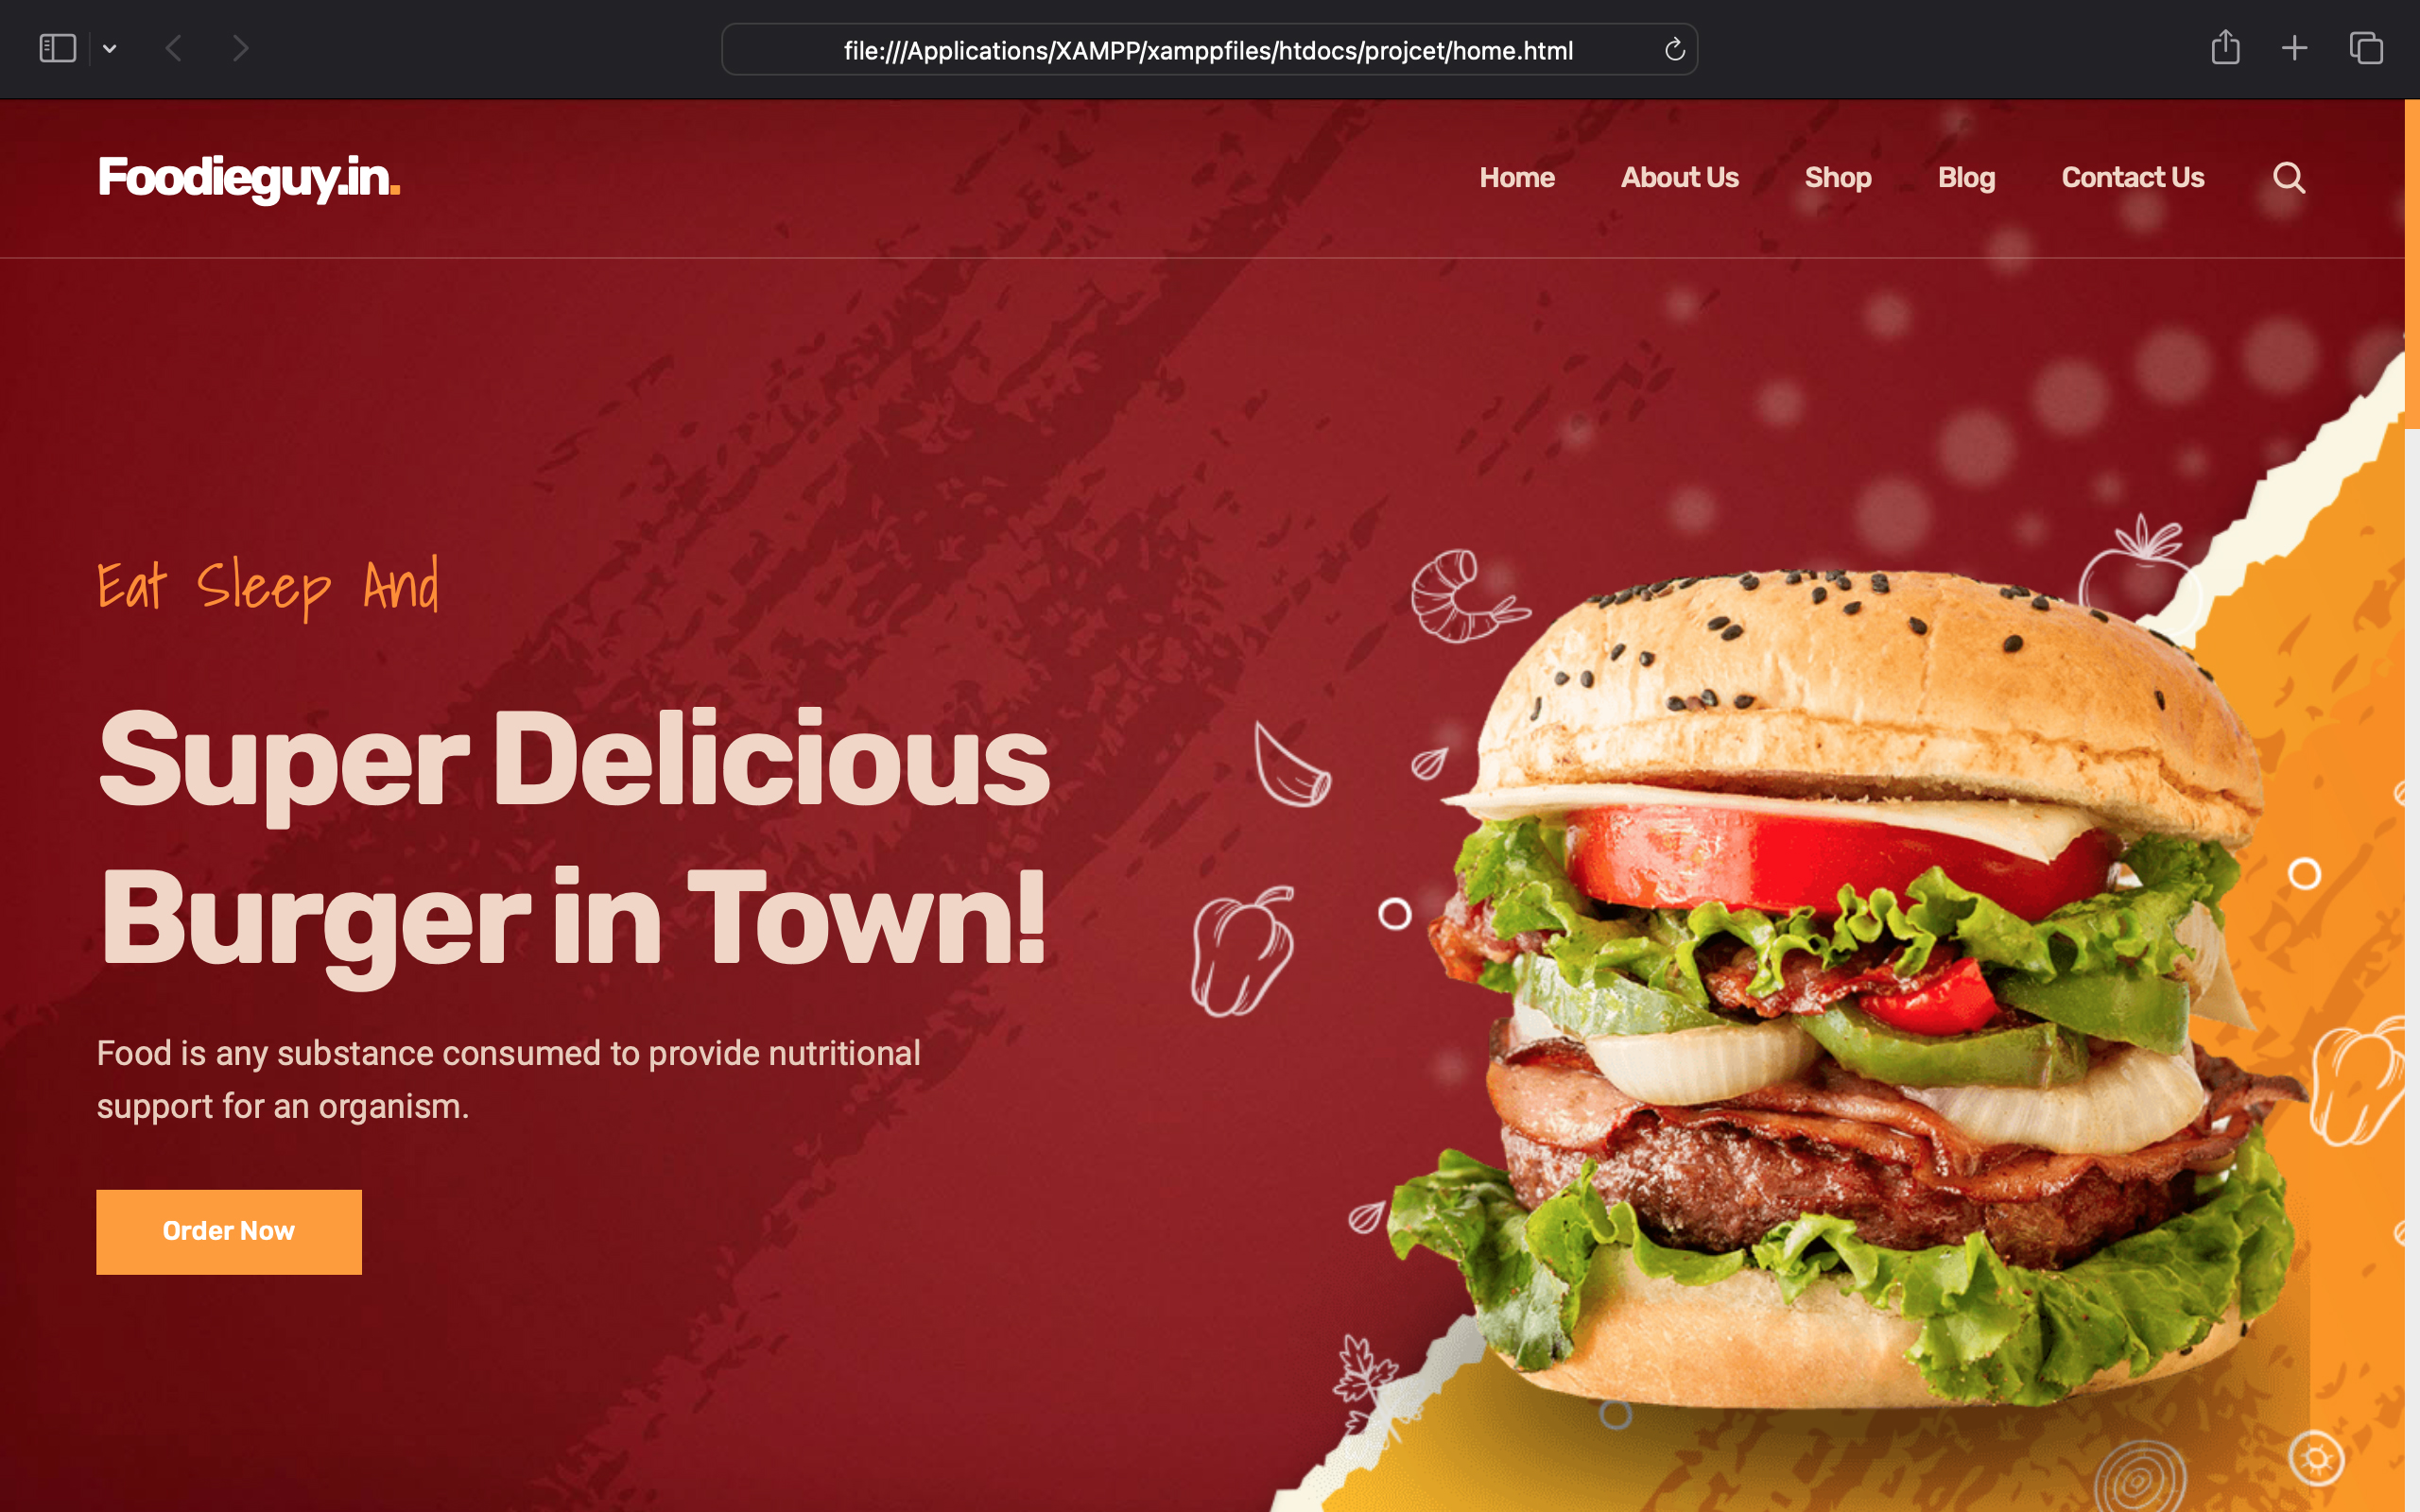 file:///Applications/XAMPP/xamppfiles/htdocs/projcet/home.html
Foodieguy.in.
Home About Us Shop Blog Contact Us
Eat Sleep And
Super Delicious
Burger in Town!
Food is any substance consumed to provide nutritional
support for an organism.
Order Now